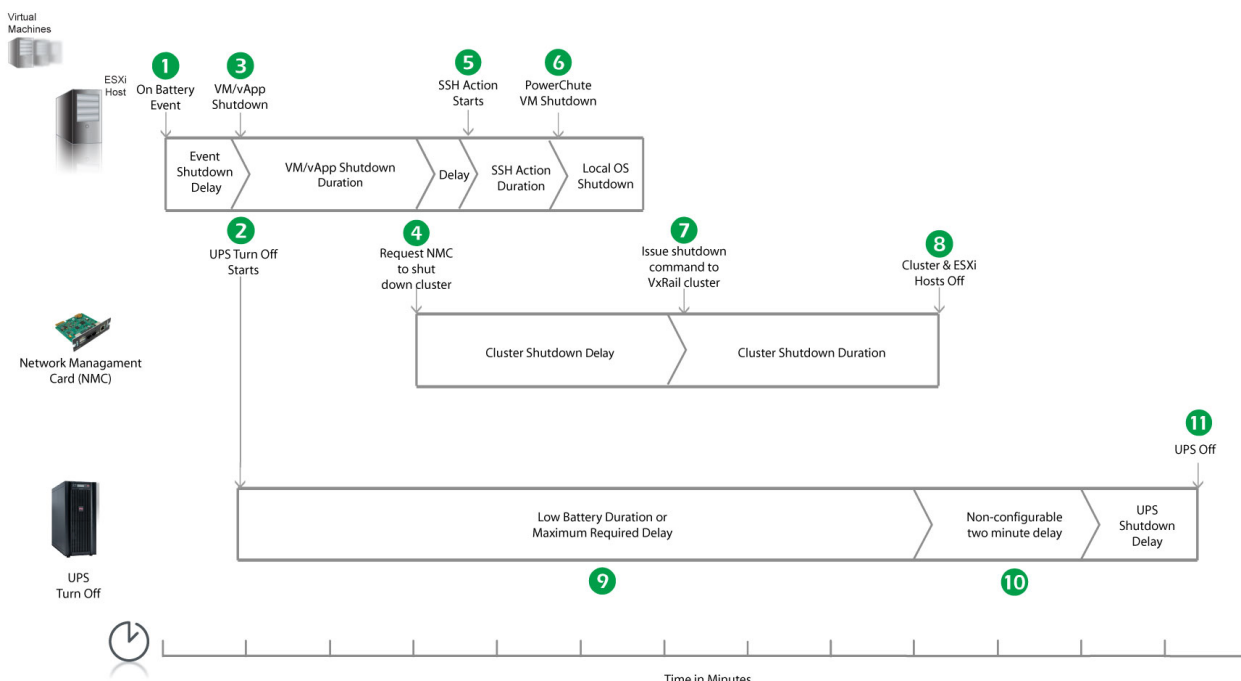 Virtual
Machines
ESXi
Host
1
On Battery
Event
3
VM/vApp
Shutdown
5
SSH Action
Starts
6
PowerChute
VM Shutdown
Event
Shutdown
Delay
VM/vApp Shutdown
Duration
Delay
SSH Action
Duration
Local OS
Shutdown
2
UPS Turn Off
Starts
4
Request NMC
to shut
down cluster
7
Issue shutdown
command to
VxRail cluster
8
Cluster & ESXi
Hosts Off
Network Managament
Card (NMC)
Cluster Shutdown Delay
Cluster Shutdown Duration
11
UPS Off
UPS
Turn Off
Low Battery Duration or
Maximum Required Delay
Non-configurable
two minute delay
UPS
Shutdown
Delay
9
10
Time in Minutes